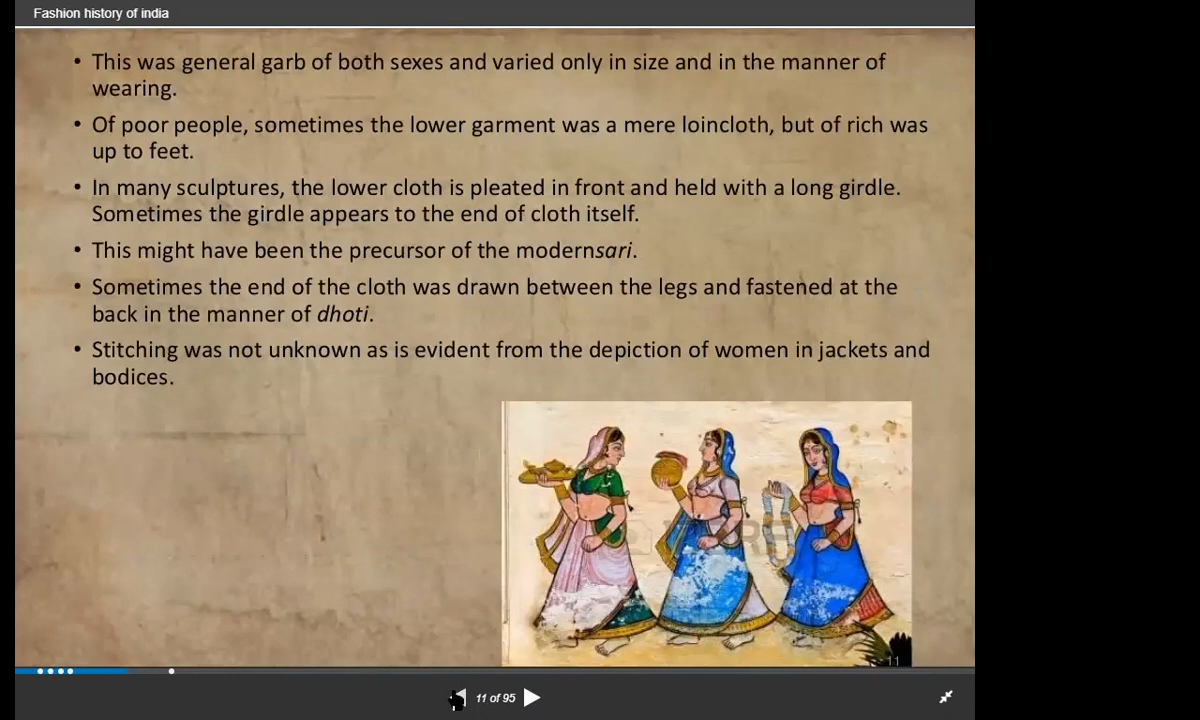 Fashion history of india
• This was general garb of both sexes and varied only in size and in the manner of
wearing.
• Of poor people, sometimes the lower garment was a mere loincloth, but of rich was
up to feet.
• In many sculptures, the lower cloth is pleated in front and held with a long girdle.
Sometimes the girdle appears to the end of cloth itself.
• This might have been the precursor of the modernsari.
• Sometimes the end of the cloth was drawn between the legs and fastened at the
back in the manner of dhoti.
• Stitching was not unknown as is evident from the depiction of women in jackets and
bodices.
11
11 of 95